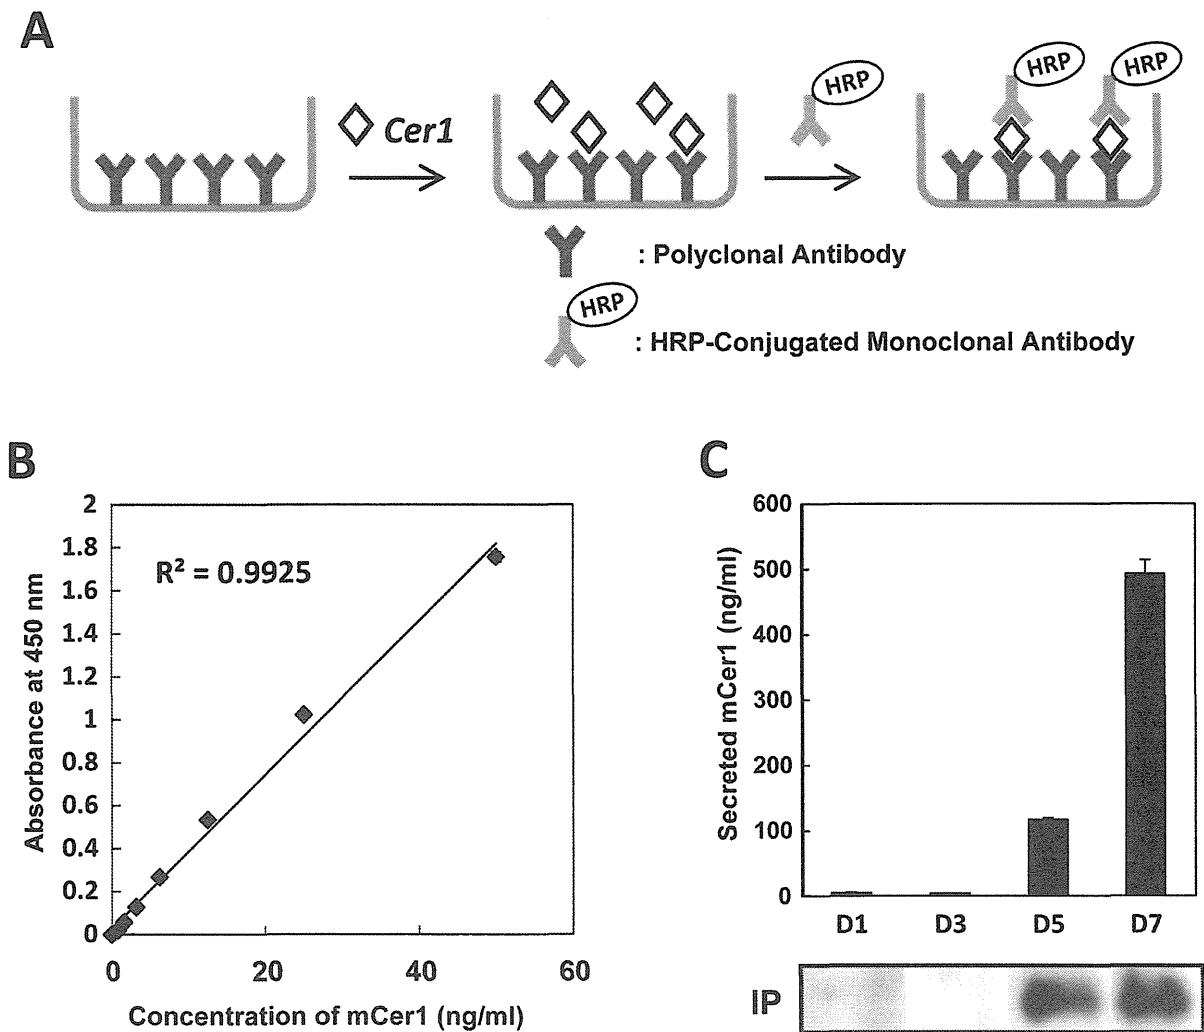 A
HRP
HRP
HRP
Cer1
: Polyclonal Antibody
HRP
: HRP-Conjugated Monoclonal Antibody
B
2
1.8
1.6
1.4
1.2
1
0.8
0.6
0.4
0.2
0
R² = 0.9925
Absorbance at 450 nm
0
20
40
60
Concentration of mCer1 (ng/ml)
C
600
500
400
300
200
100
0
Secreted mCer1 (ng/ml)
D1
D3
D5
D7
IP